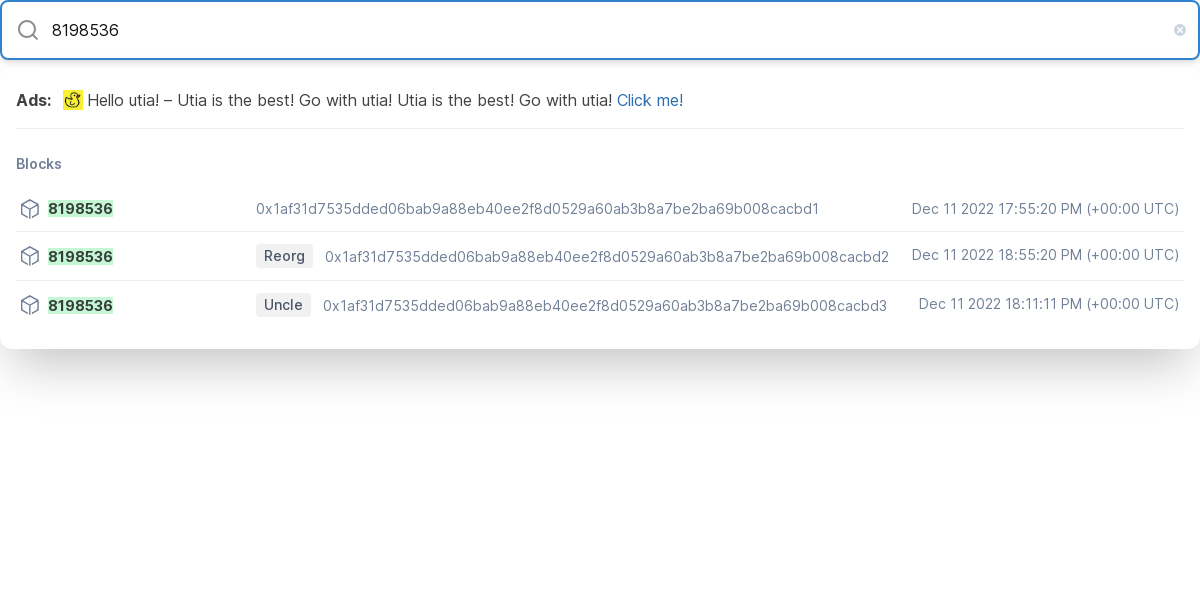 8198536
Ads: Hello utia! – Utia is the best! Go with utia! Utia is the best! Go with utia! Click me!
Blocks
8198536 0x1af31d7535dded06bab9a88eb40ee2f8d0529a60ab3b8a7be2ba69b008cacbd1 Dec 11 2022 17:55:20 PM (+00:00 UTC)
8198536 Reorg 0x1af31d7535dded06bab9a88eb40ee2f8d0529a60ab3b8a7be2ba69b008cacbd2 Dec 11 2022 18:55:20 PM (+00:00 UTC)
8198536 Uncle 0x1af31d7535dded06bab9a88eb40ee2f8d0529a60ab3b8a7be2ba69b008cacbd3 Dec 11 2022 18:11:11 PM (+00:00 UTC)